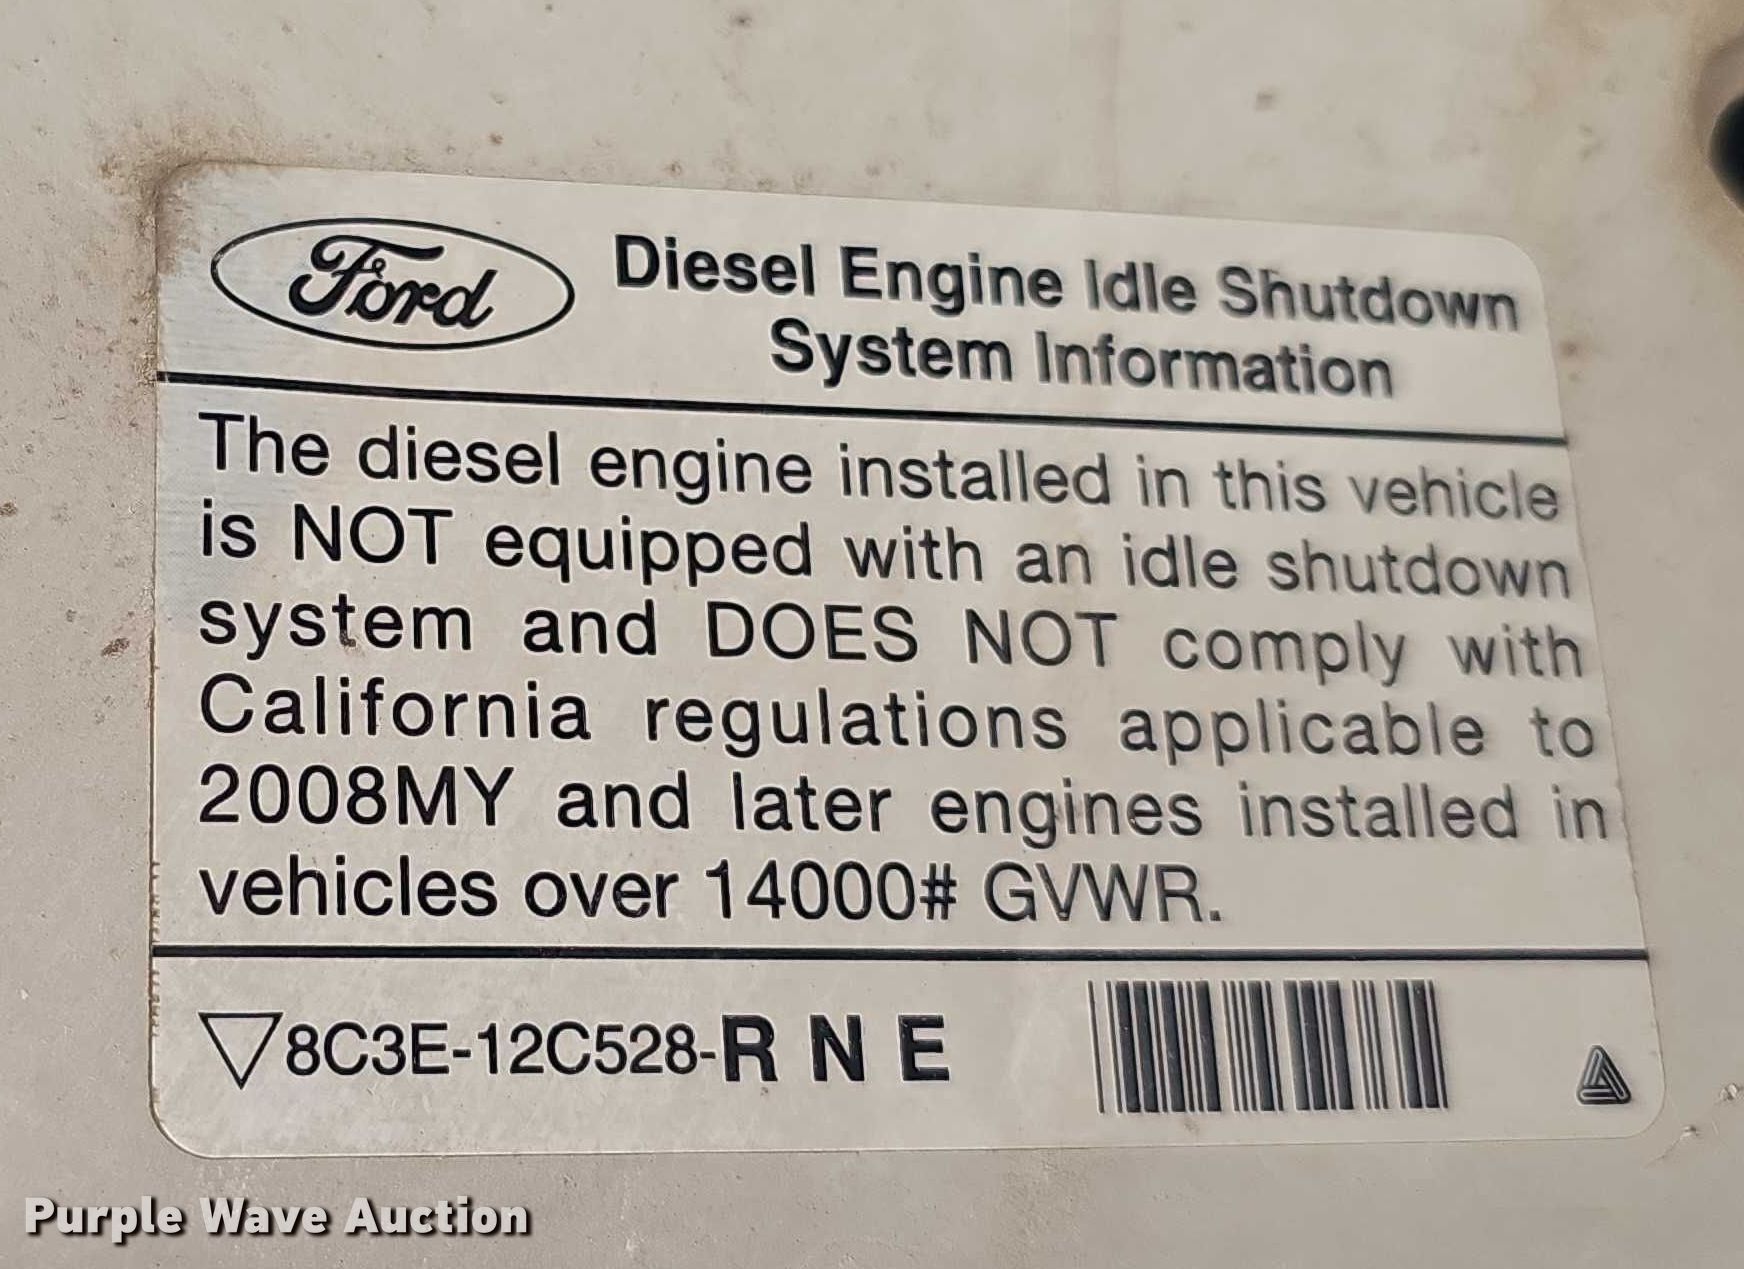 Ford
Diesel Engine Idle Shutdown
System Information
The diesel engine installed in this vehicle
is NOT equipped with an idle shutdown
system and DOES NOT comply with
California regulations applicable to
2008MY and later engines installed in
vehicles over 14000# GVWR.
8C3E-12C528-R N E
Purple Wave Auction